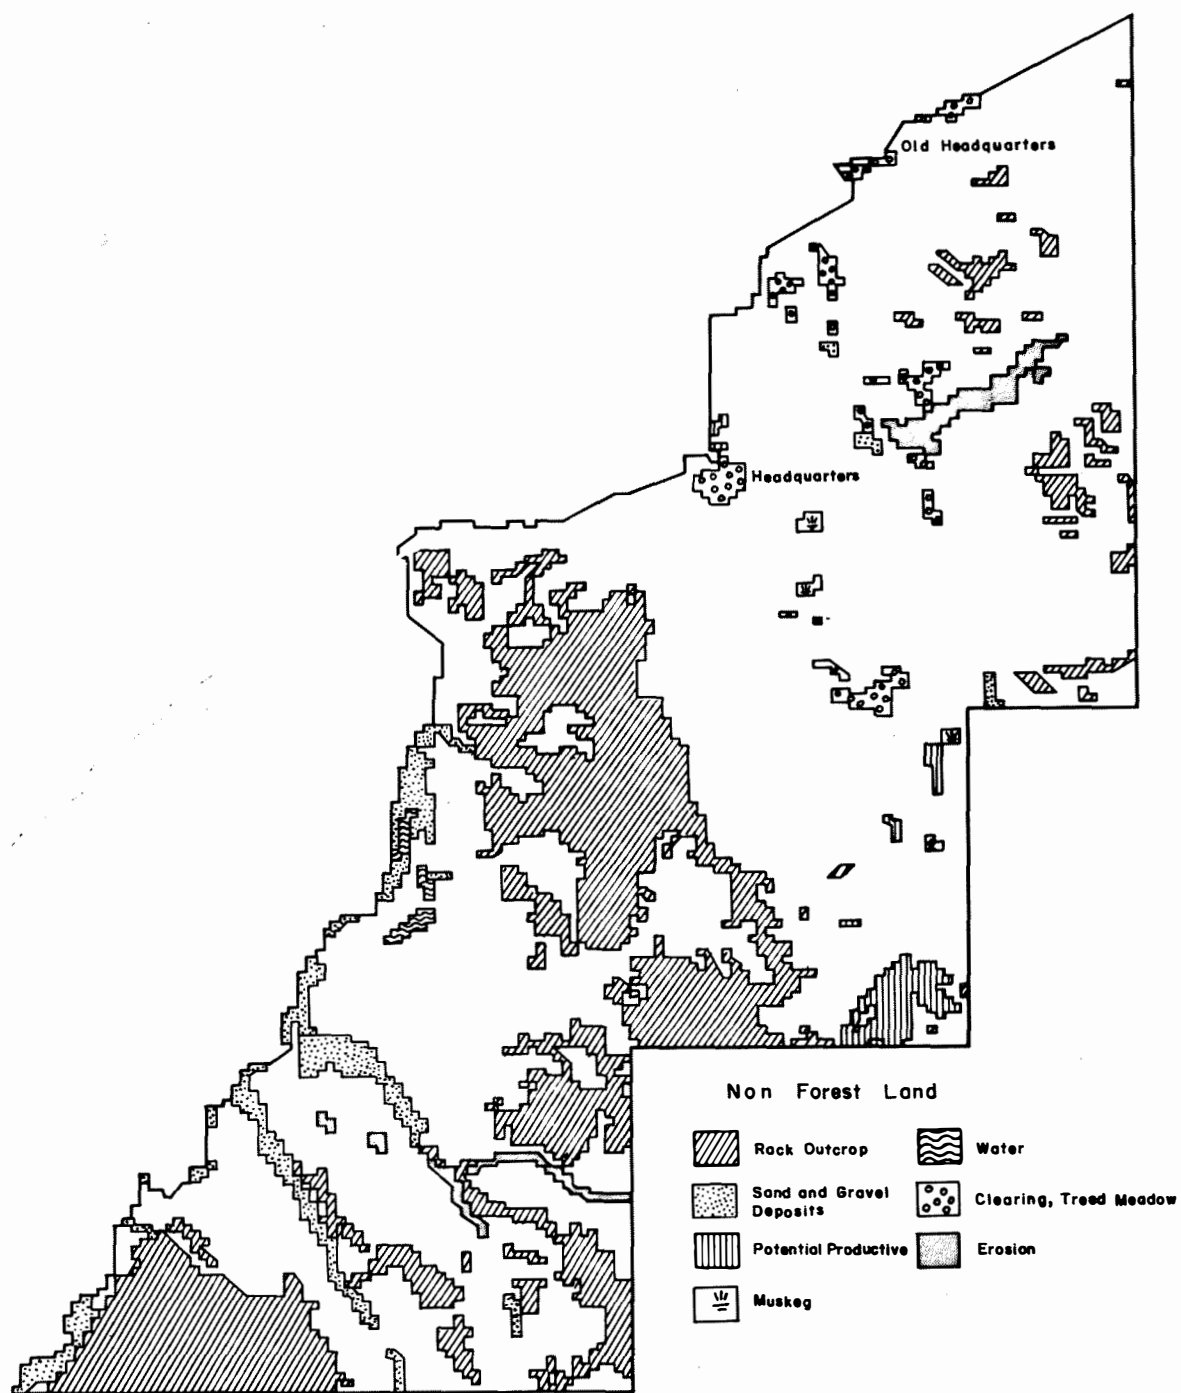 Old Headquarters
Headquarters
Non Forest Land
Rack Outcrop
Water
Sand and Gravel
Deposits
Clearing, Treed Meadow
Potential Productive
Erosion
Muskeg